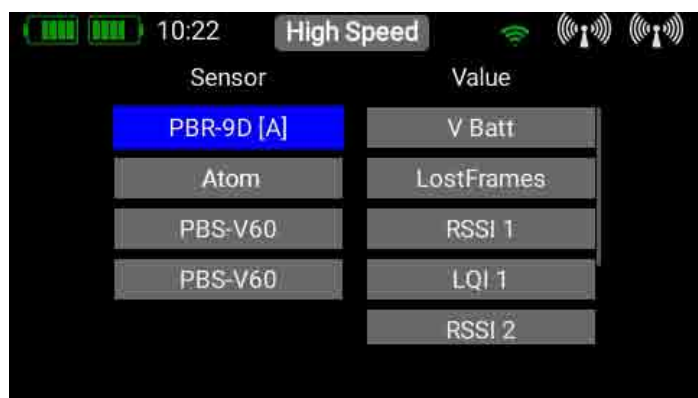 10:22 High Speed
Sensor Value
PBR-9D [A] V Batt
Atom LostFrames
PBS-V60 RSSI 1
PBS-V60 LQI 1
RSSI 2